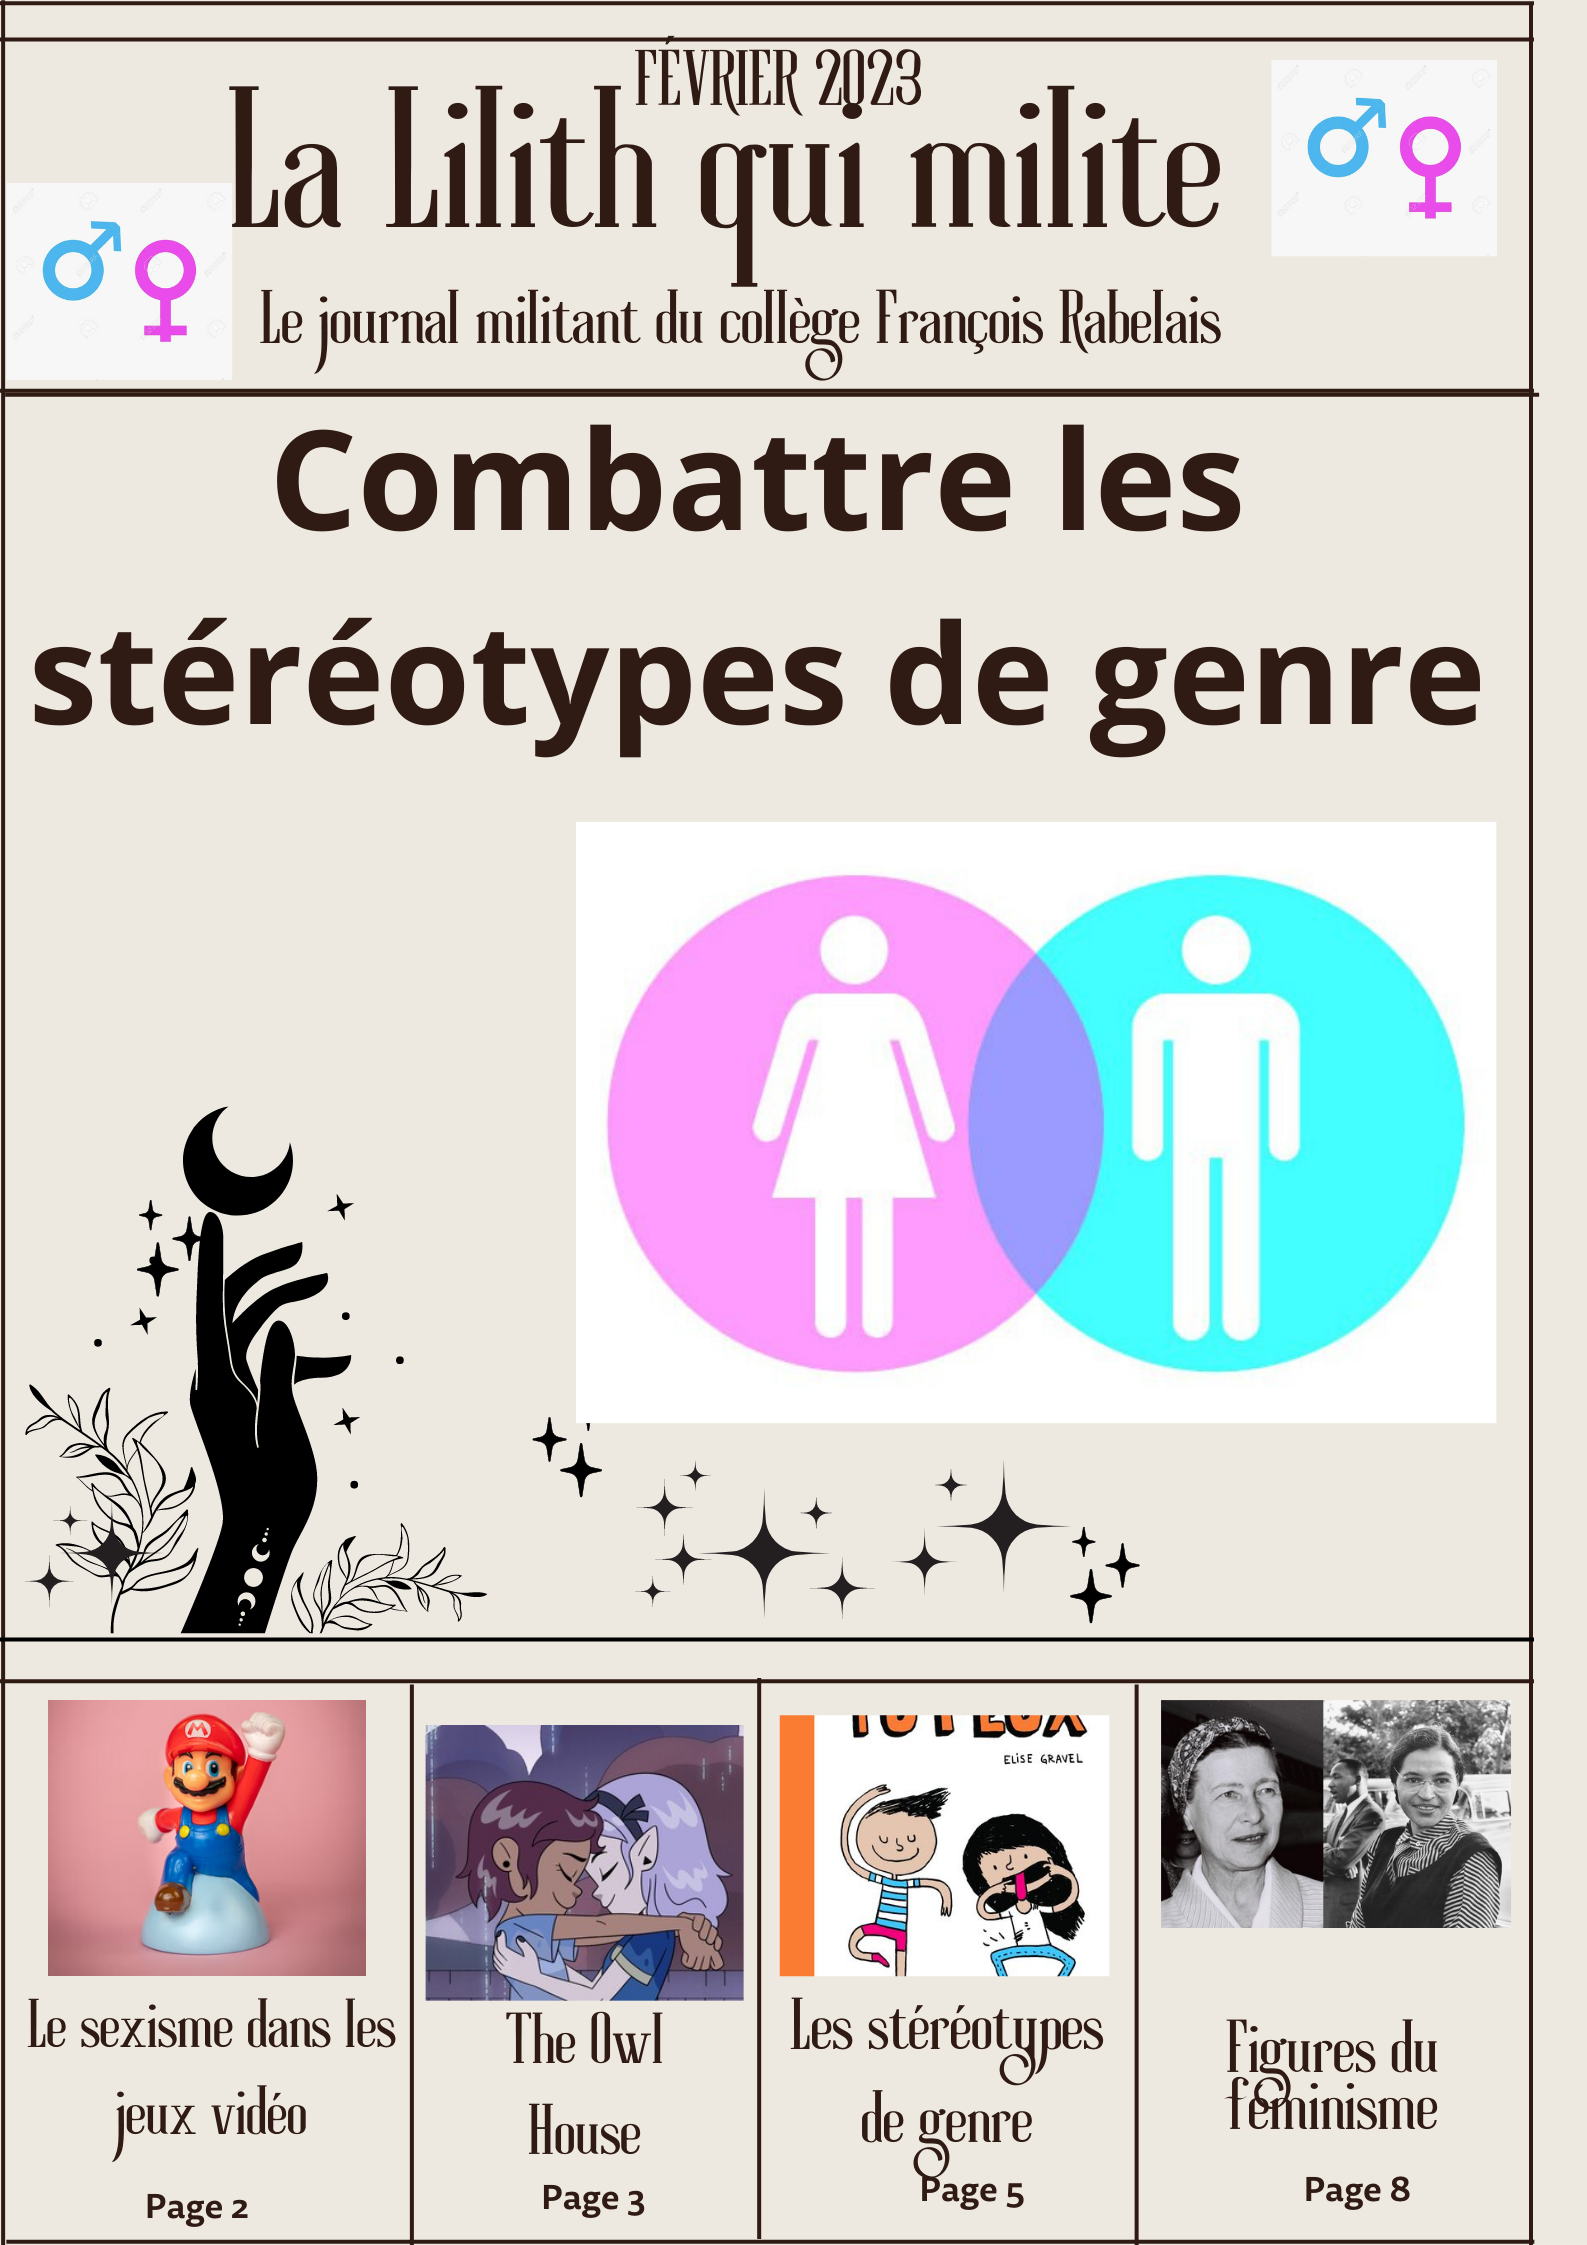 FÉVRIER 2023
La Lilith qui milite
Le journal militant du collège François Rabelais
Combattre les
stéréotypes de genre
M
ELISE GRAVEL
Le sexisme dans les
jeux vidéo
Page 2
The Owl
House
Page 3
Les stéréotypes
de genre
Page 5
Figures du
féminisme
Page 8